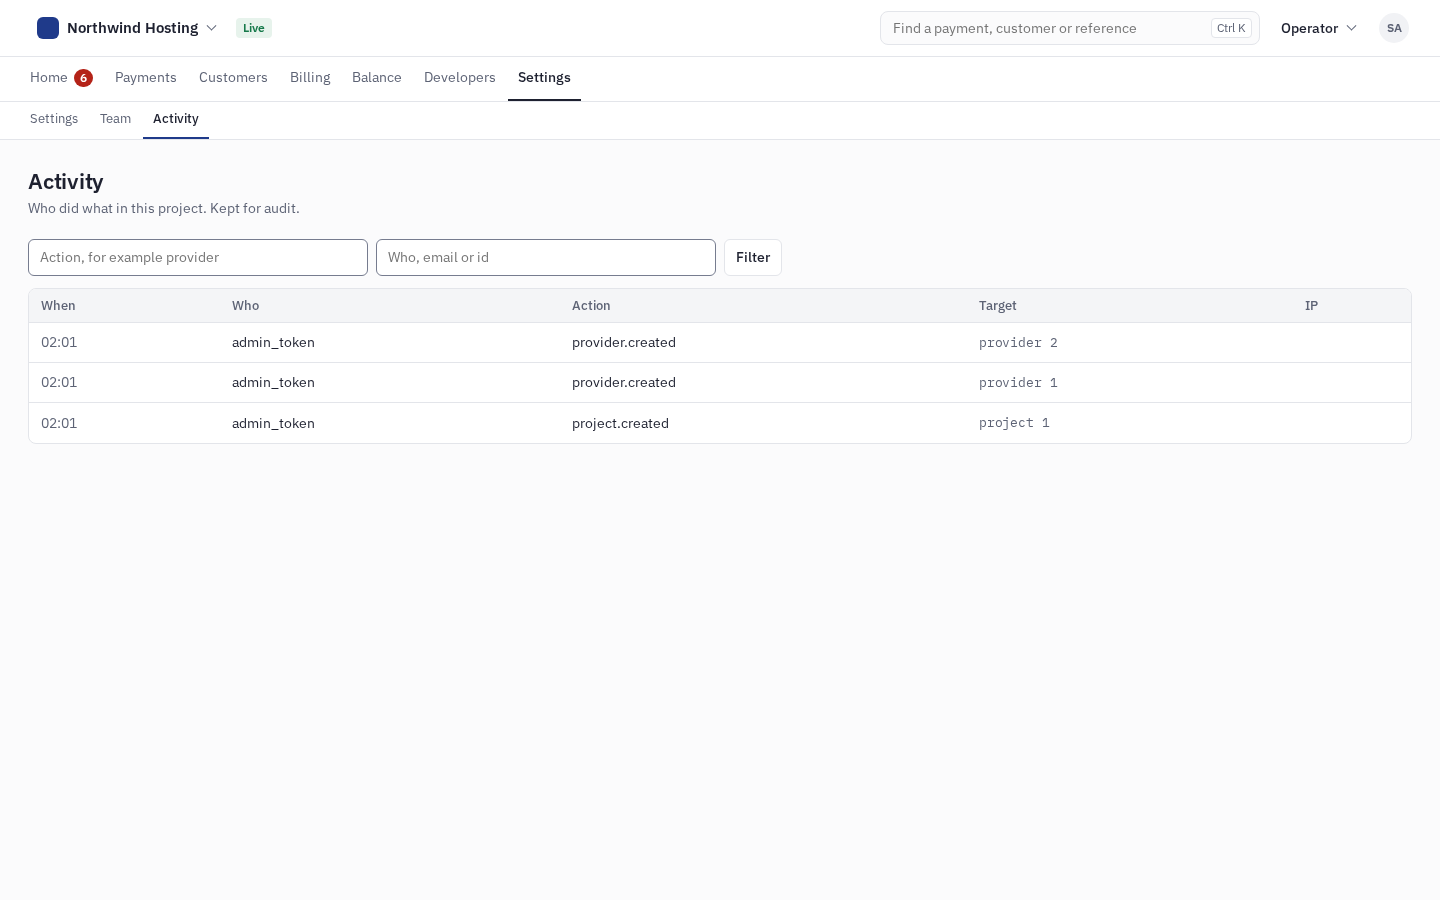 Northwind Hosting Live Find a payment, customer or reference Ctrl K Operator SA
Home 6 Payments Customers Billing Balance Developers Settings
Settings Team Activity
Activity
Who did what in this project. Kept for audit.
Action, for example provider Who, email or id Filter
When Who Action Target IP
02:01 admin_token provider.created provider 2
02:01 admin_token provider.created provider 1
02:01 admin_token project.created project 1